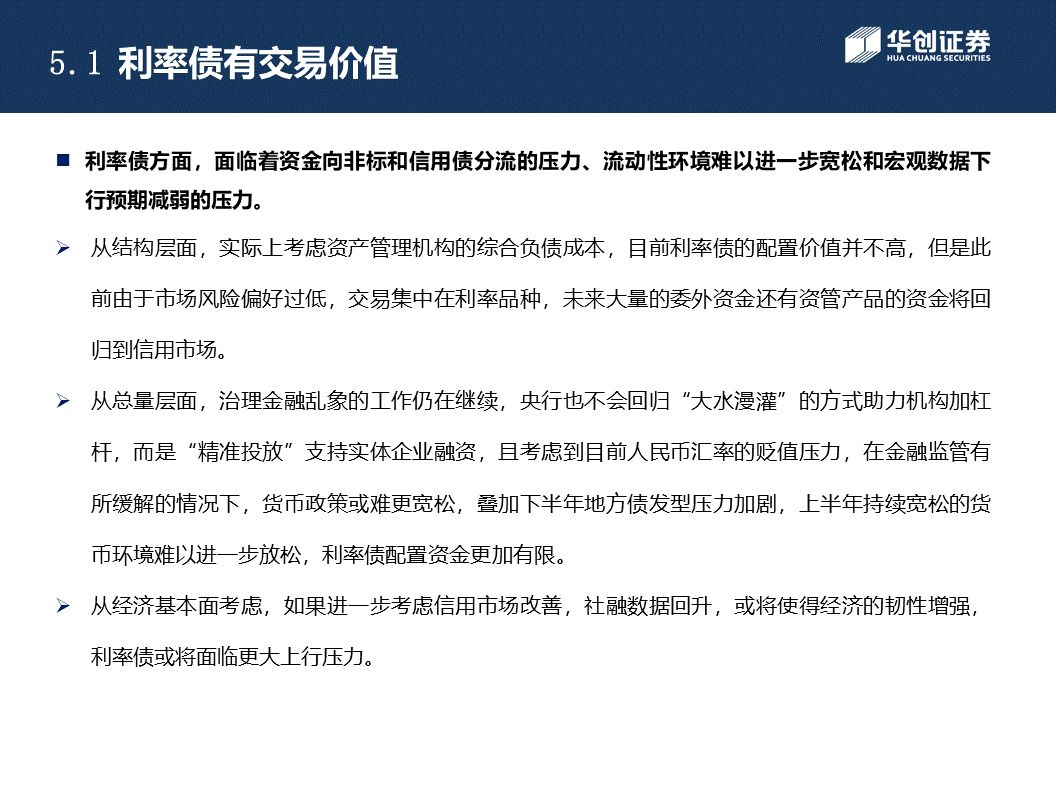 5.1 利率债有交易价值
华创证券
HUA CHUANG SECURITIES
利率债方面，面临着资金向非标和信用债分流的压力、流动性环境难以进一步宽松和宏观数据下
行预期减弱的压力。
从结构层面，实际上考虑资产管理机构的综合负债成本，目前利率债的配置价值并不高，但是此
前由于市场风险偏好过低，交易集中在利率品种，未来大量的委外资金还有资管产品的资金将回
归到信用市场。
从总量层面，治理金融乱象的工作仍在继续，央行也不会回归“大水漫灌”的方式助力机构加杠
杆，而是“精准投放”支持实体企业融资，且考虑到目前人民币汇率的贬值压力，在金融监管有
所缓解的情况下，货币政策或难更宽松，叠加下半年地方债发型压力加剧，上半年持续宽松的货
币环境难以进一步放松，利率债配置资金更加有限。
从经济基本面考虑，如果进一步考虑信用市场改善，社融数据回升，或将使得经济的韧性增强，
利率债或将面临更大上行压力。